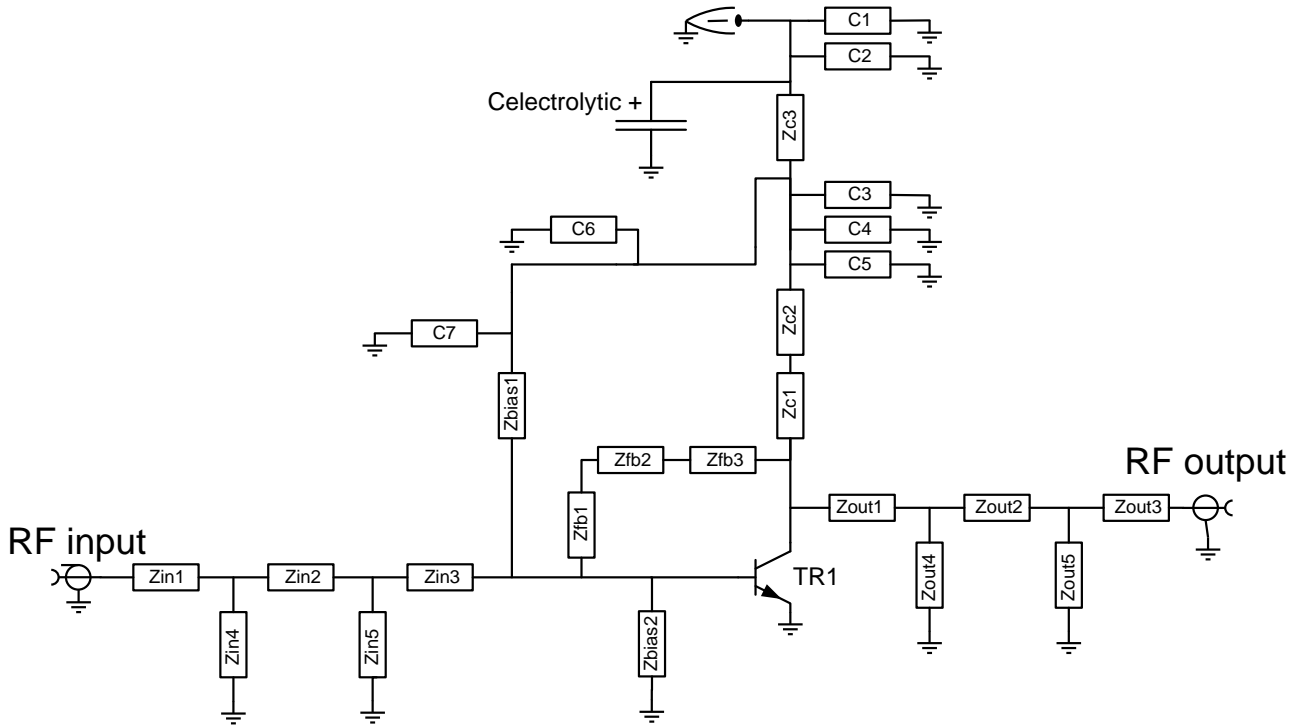 C1
C2
Celectrolytic +
Zc3
C3
C6
C4
C5
C7
Zc2
Zbias1
Zc1
Zfb2
Zfb3
RF output
Zout1
Zout2
Zout3
Zfb1
RF input
Zin1
Zin2
Zin3
TR1
Zout4
Zout5
Zin4
Zin5
Zbias2